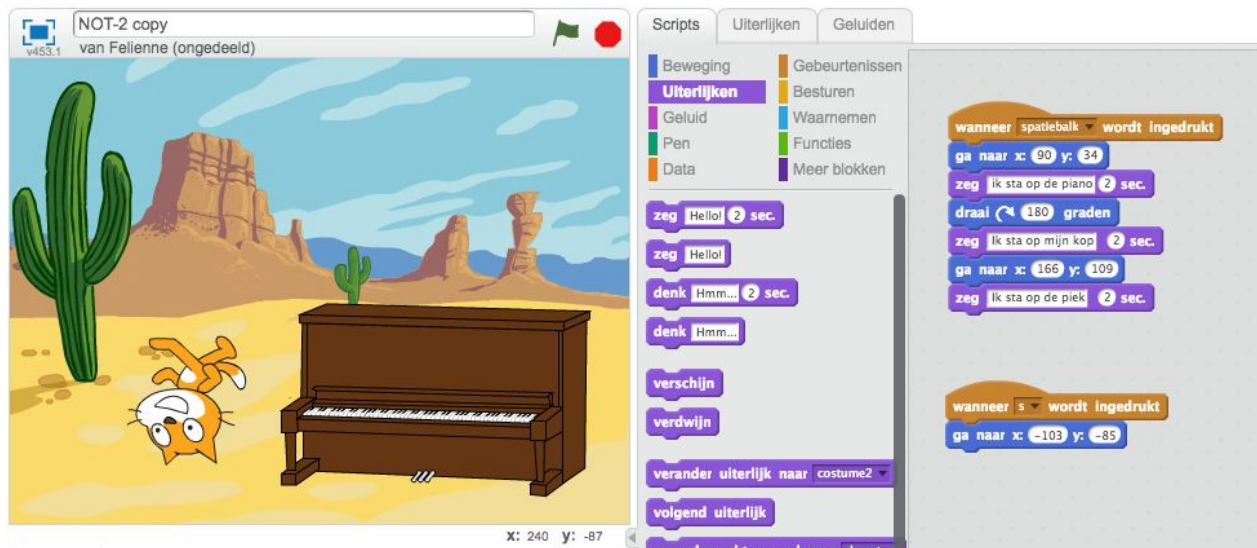 NOT-2 copy
van Felienne (ongedeeld)
v453.1
X: 240 y: -87
Scripts Uiterlijken Geluiden
Beweging Gebeurtenissen
Uiterlijken Besturen
Geluid Waarnemen
Pen Functies
Data Meer blokken
zeg Hello! 2 sec.
zeg Hello!
denk Hmm... 2 sec.
denk Hmm...
verschijn
verdwijn
verander uiterlijk naar costume2
volgend uiterlijk
wanneer spatiebalk wordt ingedrukt
ga naar x: 90 y: 34
zeg ik sta op de piano 2 sec.
draai 180 graden
zeg Ik sta op mijn kop 2 sec.
ga naar x: 166 y: 109
zeg Ik sta op de piek 2 sec.
wanneer s wordt ingedrukt
ga naar x: -103 y: -85